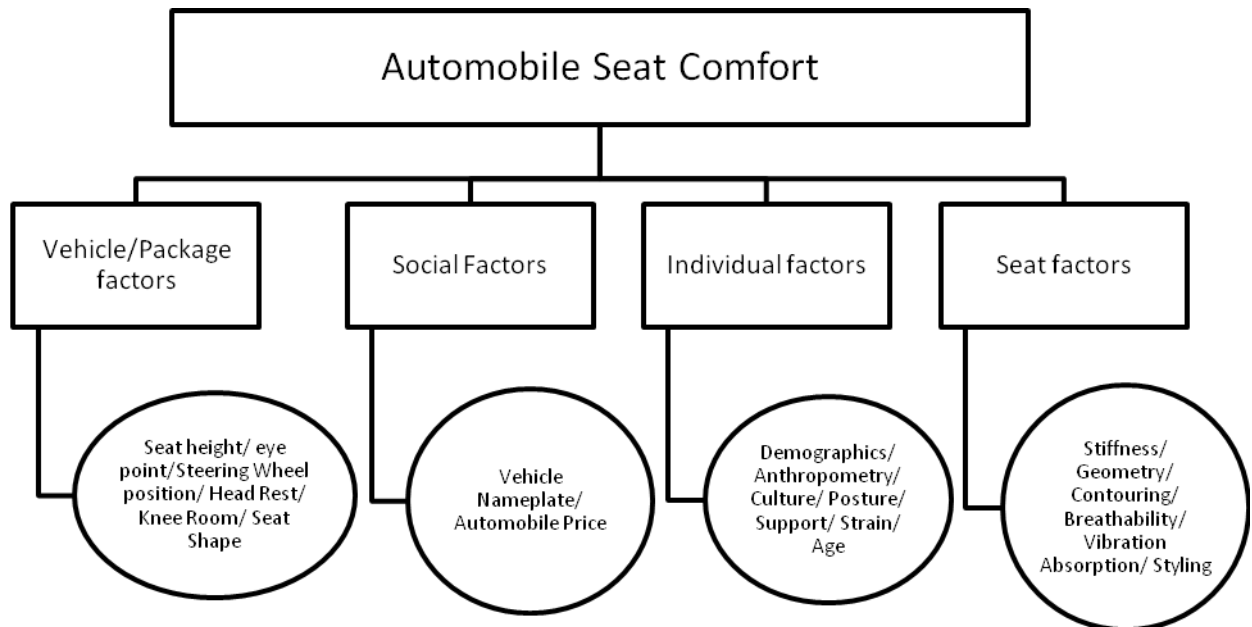 Automobile Seat Comfort
Vehicle/Package
factors
Social Factors
Individual factors
Seat factors
Seat height/ eye
point/Steering Wheel
position/ Head Rest/
Knee Room/ Seat
Shape
Vehicle
Nameplate/
Automobile Price
Demographics/
Anthropometry/
Culture/ Posture/
Support/ Strain/
Age
Stiffness/
Geometry/
Contouring/
Breathability/
Vibration
Absorption/ Styling